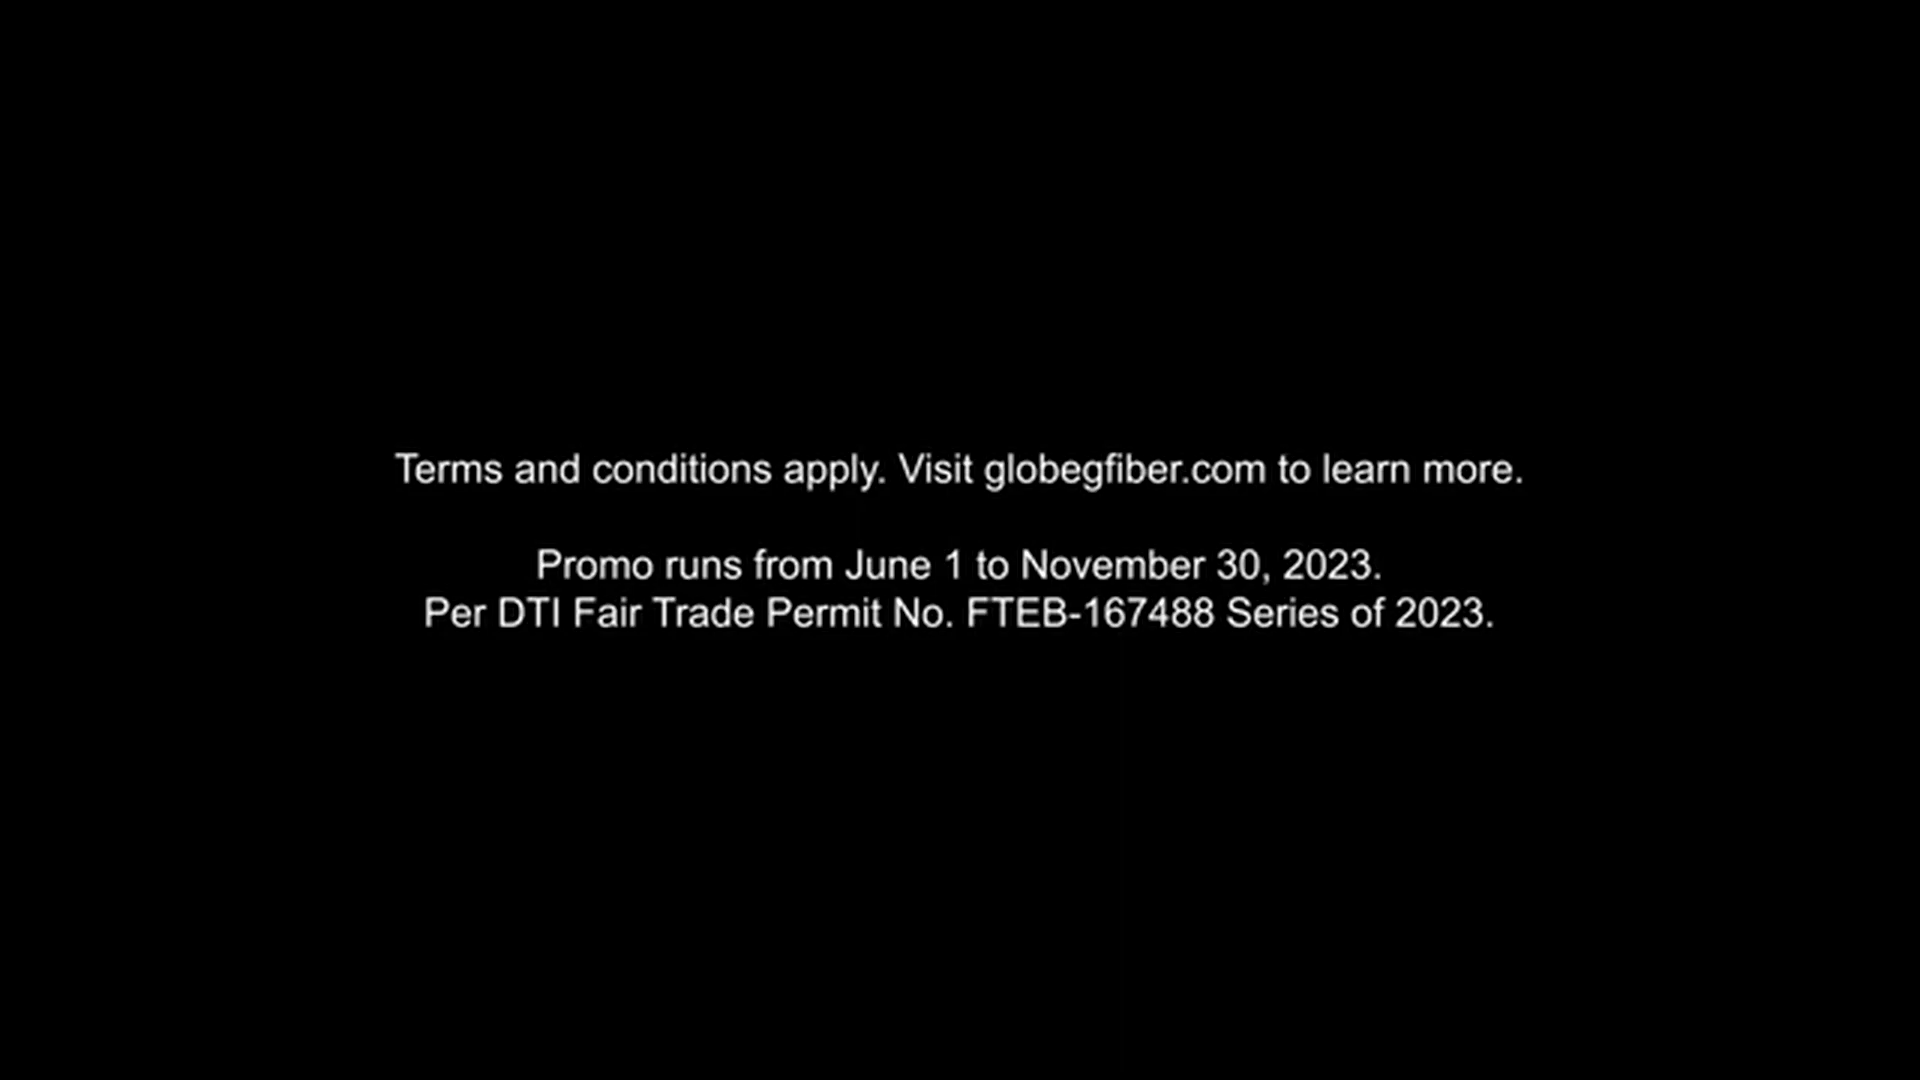 Terms and conditions apply. Visit globegfiber.com to learn more.
Promo runs from June 1 to November 30, 2023.
Per DTI Fair Trade Permit No. FTEB-167488 Series of 2023.